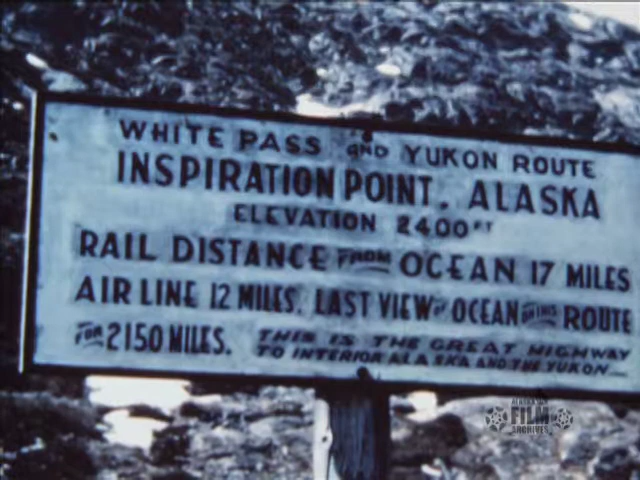 WHITE PASS AND YUKON ROUTE
INSPIRATION POINT, ALASKA
ELEVATION 2400 FT
RAIL DISTANCE FROM OCEAN 17 MILES
AIR LINE 12 MILES. LAST VIEW OF OCEAN ON THIS ROUTE
FOR 2150 MILES. THIS IS THE GREAT HIGHWAY
TO INTERIOR ALASKA AND THE YUKON
FILM
ARCHIVES